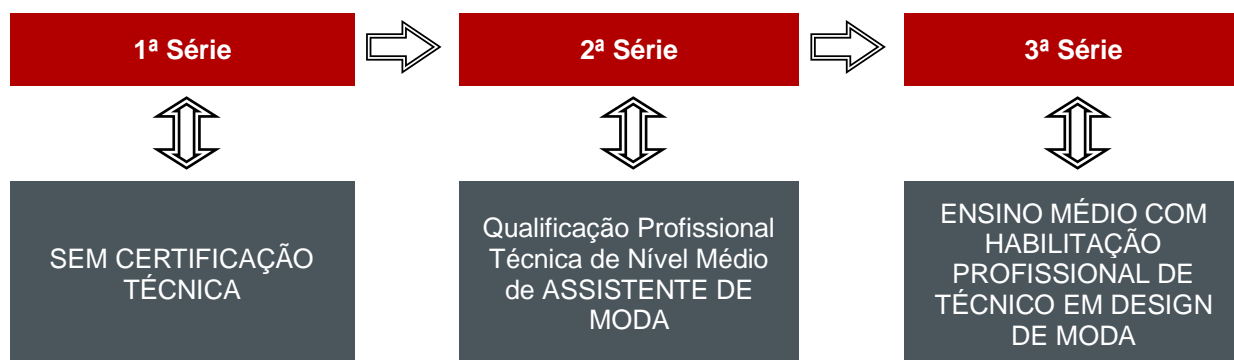 1ª Série
2ª Série
3ª Série
SEM CERTIFICAÇÃO
TÉCNICA
Qualificação Profissional
Técnica de Nível Médio
de ASSISTENTE DE
MODA
ENSINO MÉDIO COM
HABILITAÇÃO
PROFISSIONAL DE
TÉCNICO EM DESIGN
DE MODA